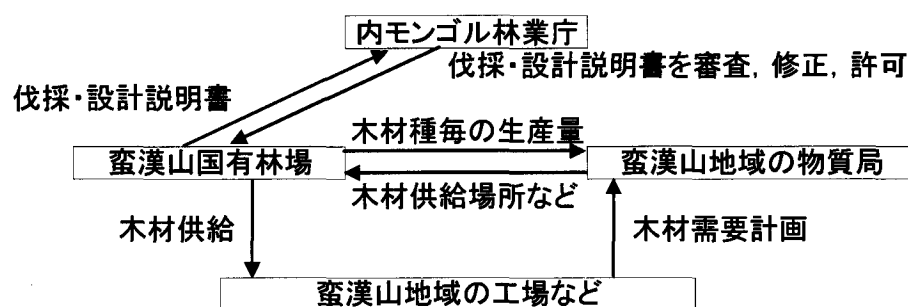 内モンゴル林業庁
伐採・設計説明書を審査，修正，許可
伐採・設計説明書
木材種毎の生産量
蛮漢山国有林場
蛮漢山地域の物質局
木材供給場所など
木材供給
木材需要計画
蛮漢山地域の工場など